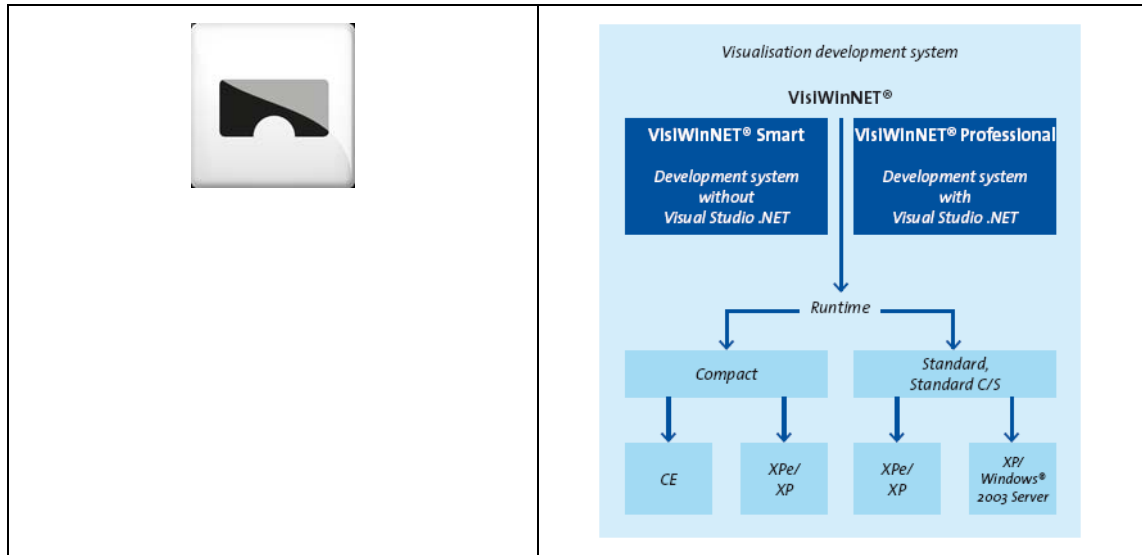 Visualisation development system
VisiWinNET®
VisiWinNET® Smart
Development system
without
Visual Studio .NET
VisiWinNET® Professional
Development system
with
Visual Studio .NET
Runtime
Compact
Standard,
Standard C/S
CE
XPe/
XP
XPe/
XP
XP/
Windows®
2003 Server